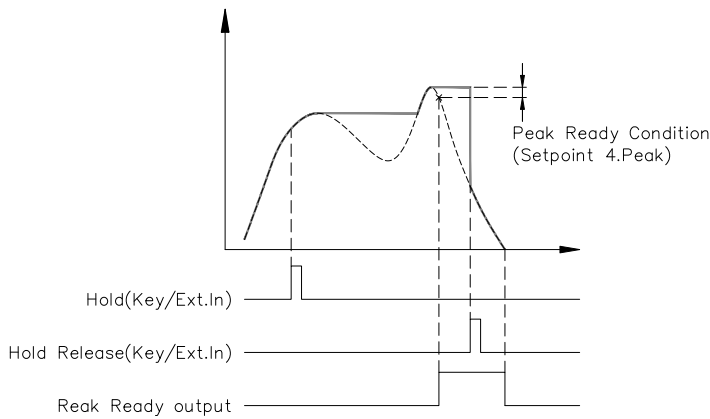 Peak Ready Condition
(Setpoint 4.Peak)
Hold(Key/Ext.In)
Hold Release(Key/Ext.In)
Reak Ready output